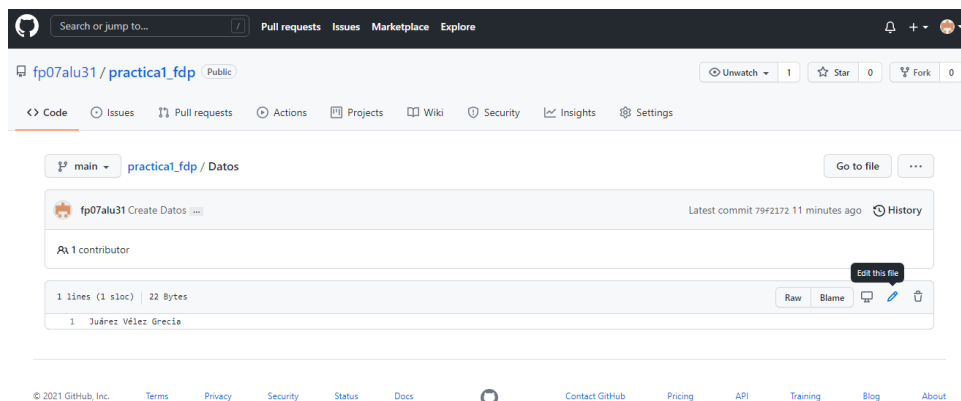 Search or jump to... / Pull requests Issues Marketplace Explore
fp07alu31 / practica1_fdp Public Unwatch 1 Star 0 Fork 0
<> Code Issues Pull requests Actions Projects Wiki Security Insights Settings
main practica1_fdp / Datos Go to file ...
fp07alu31 Create Datos ... Latest commit 79f2172 11 minutes ago History
1 contributor
Edit this file
1 lines (1 sloc) 22 Bytes Raw Blame
1 Juárez Vélez Grecia
© 2021 GitHub, Inc. Terms Privacy Security Status Docs Contact GitHub Pricing API Training Blog About